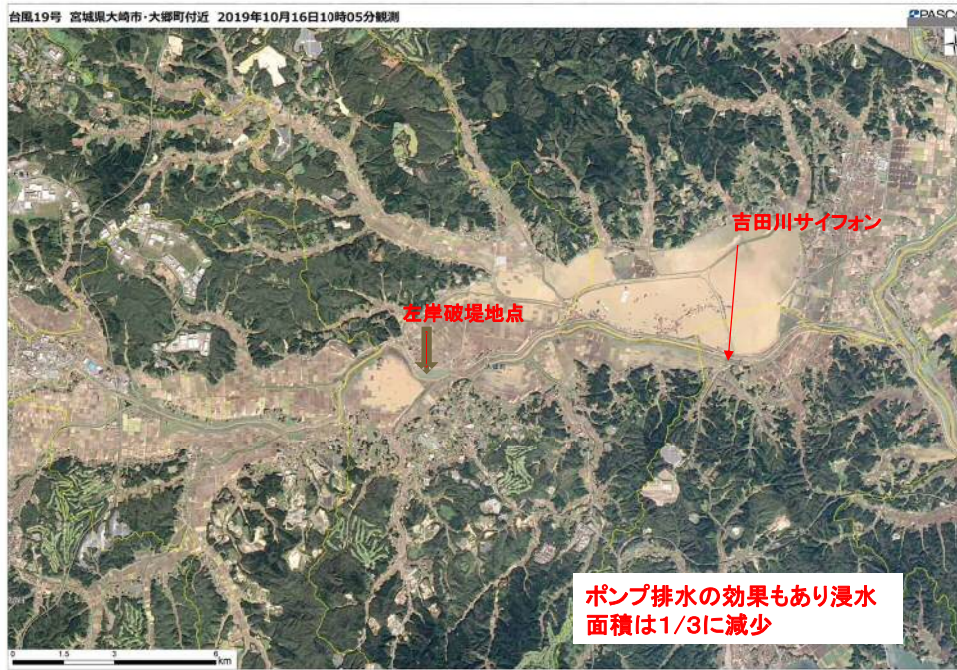 台風19号 宮城県大崎市・大郷町付近 2019年10月16日10時05分観測
PASCO
吉田川サイフォン
左岸破堤地点
大郷町
ポンプ排水の効果もあり浸水
面積は1/3に減少
0 1.5 3 6
km